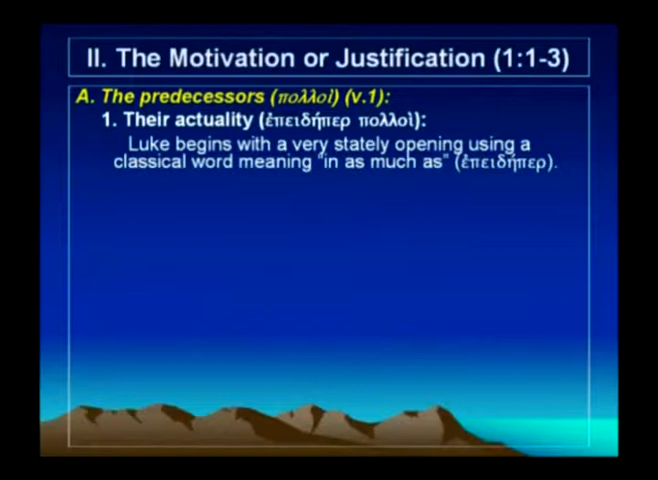 II. The Motivation or Justification (1:1-3)
A. The predecessors (πολλοὶ) (v.1):
1. Their actuality (ἐπειδήπερ πολλοὶ):
Luke begins with a very stately opening using a
classical word meaning "in as much as" (ἐπειδήπερ).